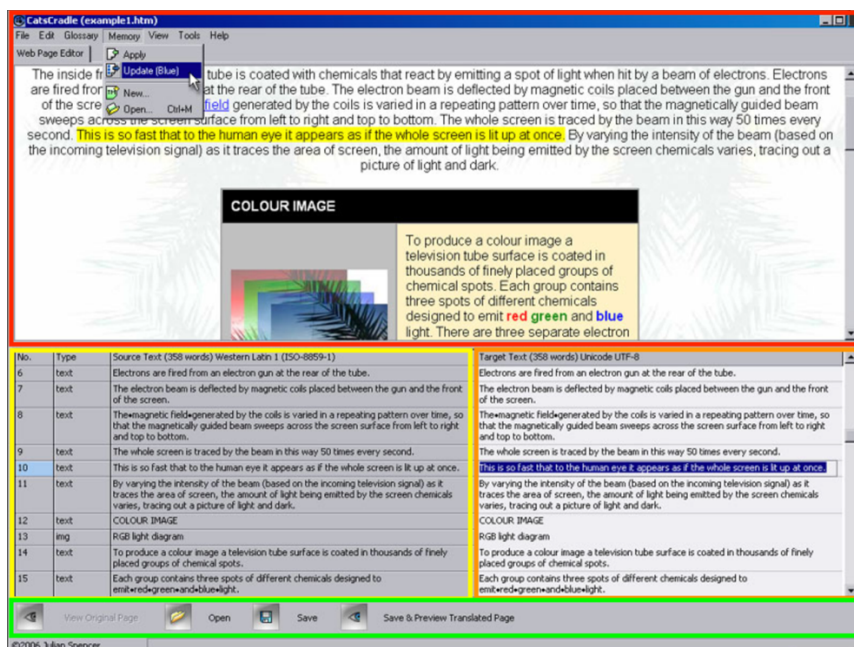 CatsCradle (example1.htm)
File Edit Glossary Memory View Tools Help
Web Page Editor
Apply
Update (Blue)
New...
Open... Ctrl+M
The inside tube is coated with chemicals that react by emitting a spot of light when hit by a beam of electrons. Electrons
are fired at the rear of the tube. The electron beam is deflected by magnetic coils placed between the gun and the front
of the field generated by the coils is varied in a repeating pattern over time, so that the magnetically guided beam
sweeps across the screen surface from left to right and top to bottom. The whole screen is traced by the beam in this way 50 times every
second. This is so fast that to the human eye it appears as if the whole screen is lit up at once. By varying the intensity of the beam (based on
the incoming television signal) as it traces the area of screen, the amount of light being emitted by the screen chemicals varies, tracing out a
picture of light and dark.
COLOUR IMAGE
To produce a colour image a
television tube surface is coated in
thousands of finely placed groups of
chemical spots. Each group contains
three spots of different chemicals
designed to emit red green and blue
light. There are three separate electron
No. Type Source Text (358 words) Western Latin 1 (ISO-8859-1) Target Text (358 words) Unicode UTF-8
6 text Electrons are fired from an electron gun at the rear of the tube. Electrons are fired from an electron gun at the rear of the tube.
7 text The electron beam is deflected by magnetic coils placed between the gun and the front The electron beam is deflected by magnetic coils placed between the gun and the front
of the screen. of the screen.
8 text The•magnetic field•generated by the coils is varied in a repeating pattern over time, so The•magnetic field•generated by the coils is varied in a repeating pattern over time, so
that the magnetically guided beam sweeps across the screen surface from left to right that the magnetically guided beam sweeps across the screen surface from left to right
and top to bottom. and top to bottom.
9 text The whole screen is traced by the beam in this way 50 times every second. The whole screen is traced by the beam in this way 50 times every second.
10 text This is so fast that to the human eye it appears as if the whole screen is lit up at once. This is so fast that to the human eye it appears as if the whole screen is lit up at once.
11 text By varying the intensity of the beam (based on the incoming television signal) as it By varying the intensity of the beam (based on the incoming television signal) as it
traces the area of screen, the amount of light being emitted by the screen chemicals traces the area of screen, the amount of light being emitted by the screen chemicals
varies, tracing out a picture of light and dark. varies, tracing out a picture of light and dark.
12 text COLOUR IMAGE COLOUR IMAGE
13 img RGB light diagram RGB light diagram
14 text To produce a colour image a television tube surface is coated in thousands of finely To produce a colour image a television tube surface is coated in thousands of finely
placed groups of chemical spots. placed groups of chemical spots.
15 text Each group contains three spots of different chemicals designed to Each group contains three spots of different chemicals designed to
emit•red•green•and•blue•light. emit•red•green•and•blue•light.
View Original Page Open Save Save & Preview Translated Page
©2006 Julian Spencer